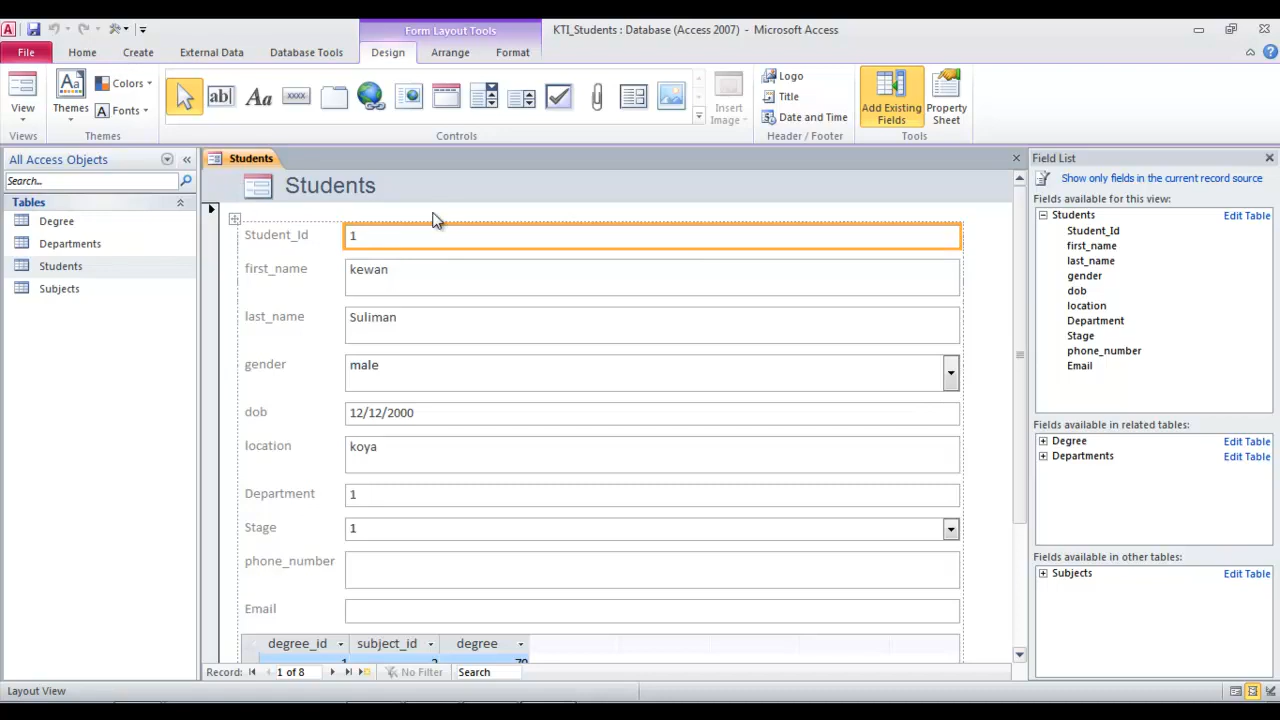 Form Layout Tools
KTI_Students : Database (Access 2007) - Microsoft Access
File Home Create External Data Database Tools Design Arrange Format
View
Views
Themes
Colors
Fonts
Themes
ab|
Aa
XXXX
Controls
Insert
Image
Logo
Title
Date and Time
Header / Footer
Add Existing
Fields
Property
Sheet
Tools
All Access Objects
Search...
Tables
Degree
Departments
Students
Subjects
Students
Students
Student_Id 1
first_name kewan
last_name Suliman
gender male
dob 12/12/2000
location koya
Department 1
Stage 1
phone_number
Email
degree_id subject_id degree
1 2 70
Record: 1 of 8 No Filter Search
Field List
Show only fields in the current record source
Fields available for this view:
Students Edit Table
Student_Id
first_name
last_name
gender
dob
location
Department
Stage
phone_number
Email
Fields available in related tables:
Degree Edit Table
Departments Edit Table
Fields available in other tables:
Subjects Edit Table
Layout View